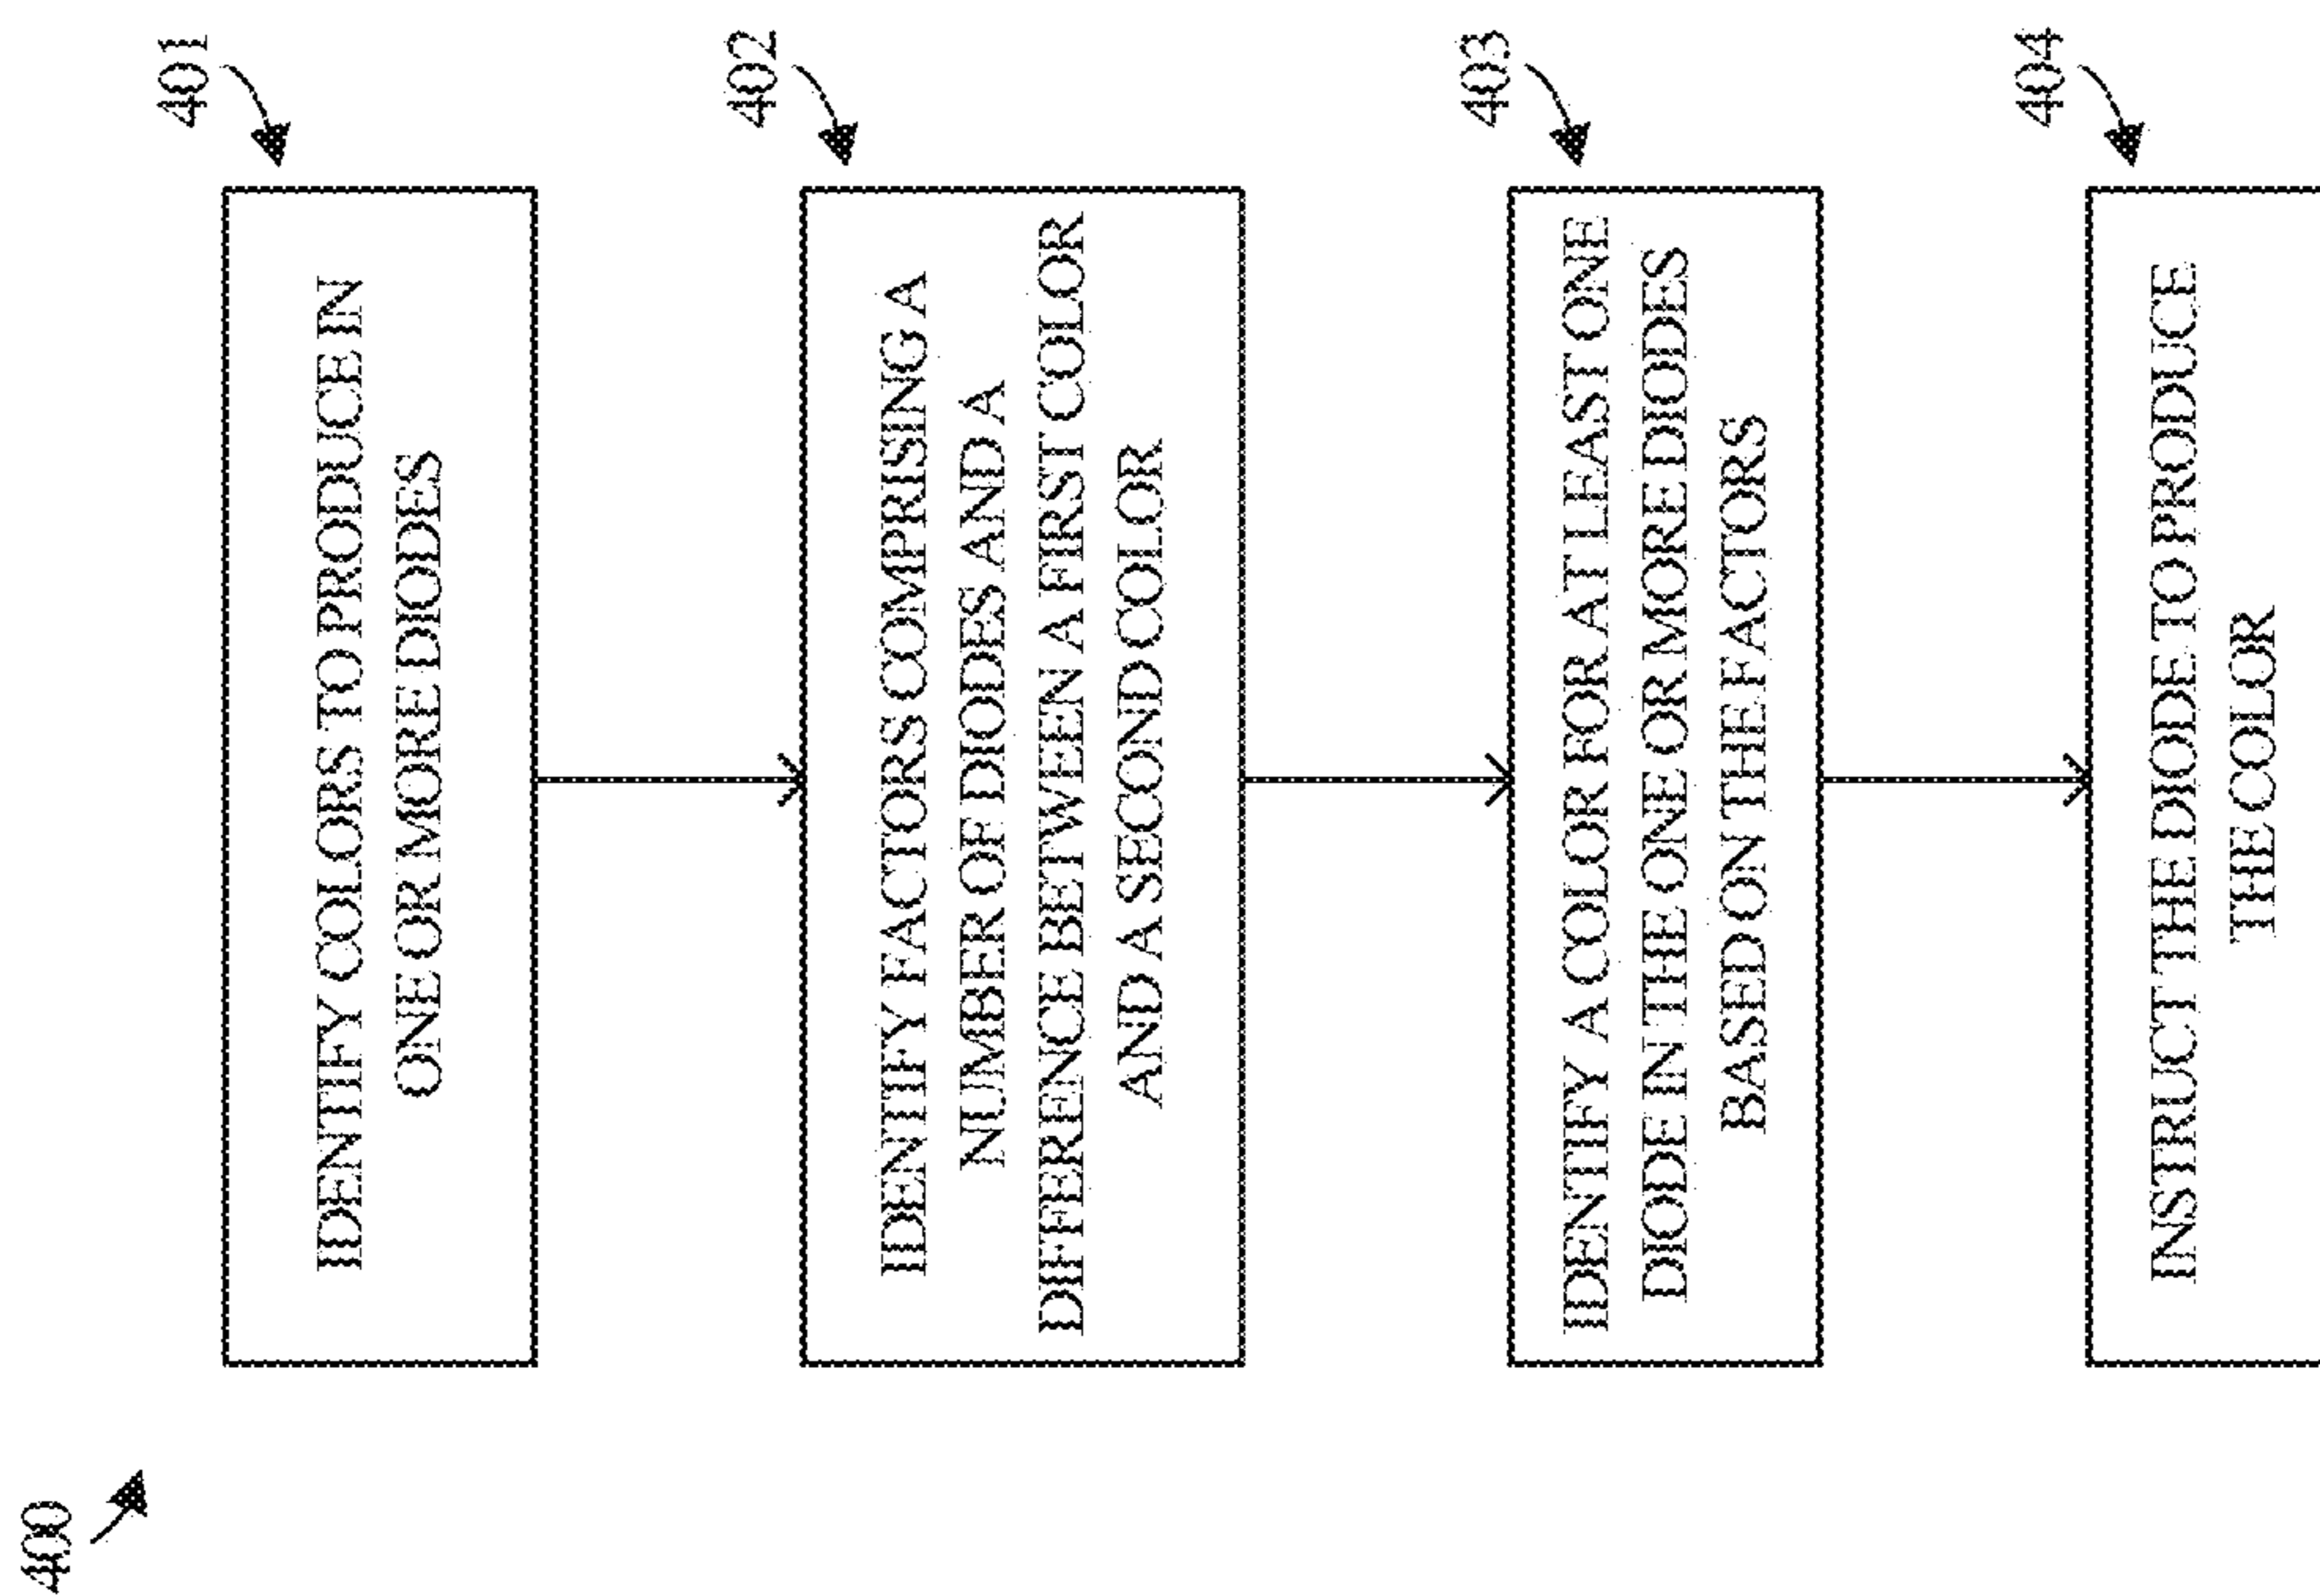 400
401
IDENTIFY COLORS TO PRODUCE IN
ONE OR MORE DIODES
402
IDENTIFY FACTORS COMPRISING A
NUMBER OF DIODES AND A
DIFFERENCE BETWEEN A FIRST COLOR
AND A SECOND COLOR
403
IDENTIFY A COLOR FOR AT LEAST ONE
DIODE IN THE ONE OR MORE DIODES
BASED ON THE FACTORS
404
INSTRUCT THE DIODE TO PRODUCE
THE COLOR